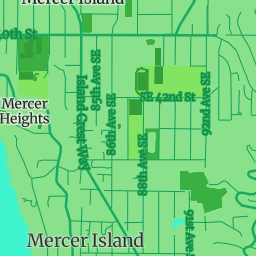 Mercer Island
40th St
85th Ave SE
Island Crest Way
86th Ave SE
SE 42nd St
92nd Ave SE
Mercer
Heights
88th Ave SE
91st Ave
Mercer Island